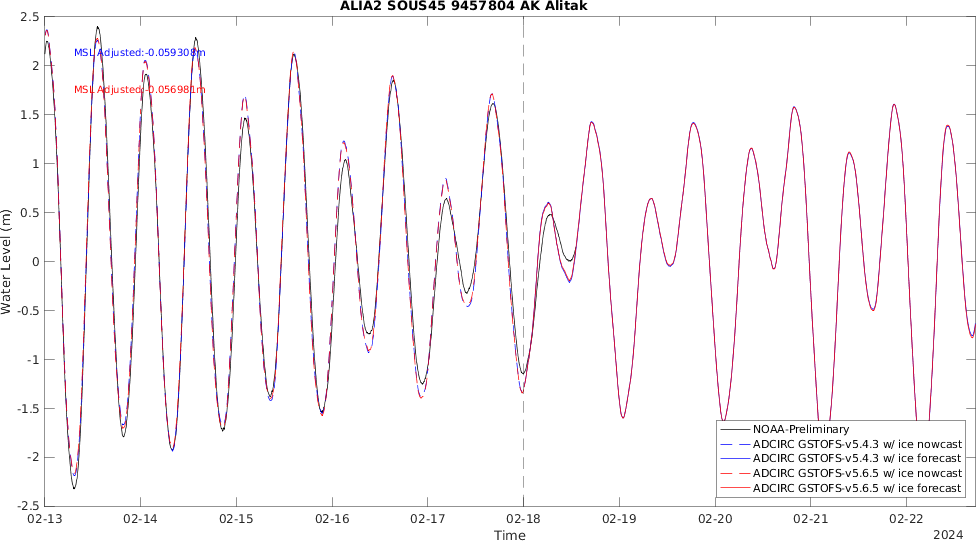 ALIA2 SOUS45 9457804 AK Alitak
MSL Adjusted:-0.059308m
MSL Adjusted:-0.056981m
Water Level (m)
2.5
2
1.5
1
0.5
0
-0.5
-1
-1.5
-2
-2.5
NOAA-Preliminary
ADCIRC GSTOFS-v5.4.3 w/ ice nowcast
ADCIRC GSTOFS-v5.4.3 w/ ice forecast
ADCIRC GSTOFS-v5.6.5 w/ ice nowcast
ADCIRC GSTOFS-v5.6.5 w/ ice forecast
02-13 02-14 02-15 02-16 02-17 02-18 02-19 02-20 02-21 02-22
Time
2024